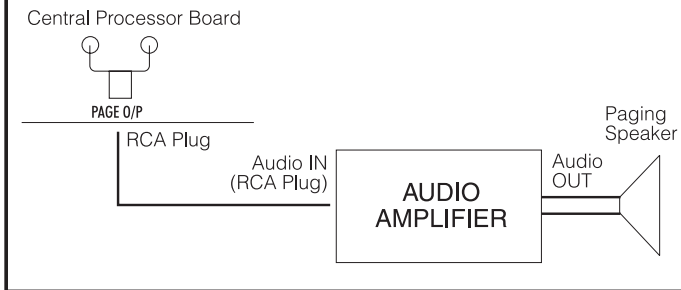 Central Processor Board
PAGE O/P
RCA Plug
Audio IN
(RCA Plug)
AUDIO
AMPLIFIER
Audio
OUT
Paging
Speaker